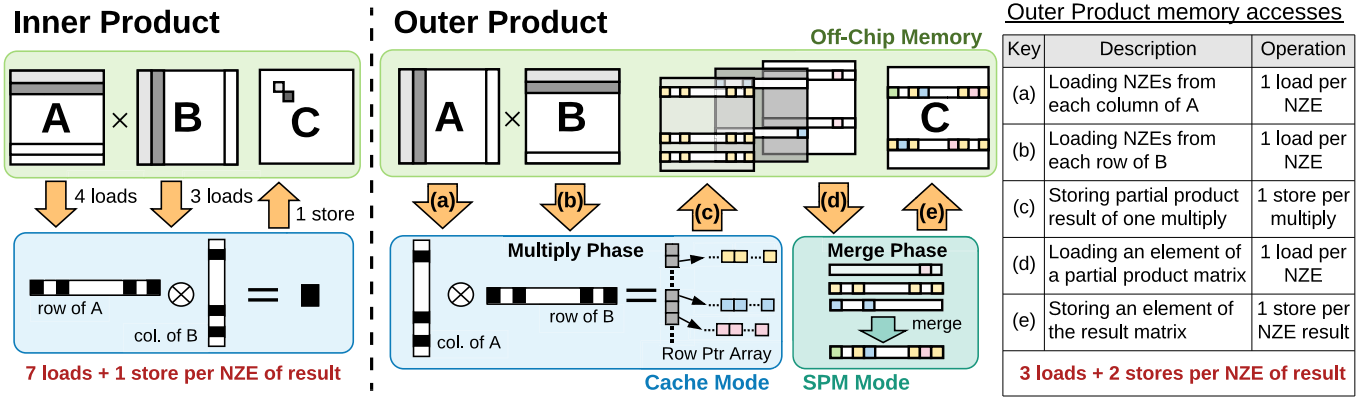 Inner Product
A × B C
4 loads
3 loads
1 store
row of A
col. of B
=
7 loads + 1 store per NZE of result
Outer Product
Off-Chip Memory
A × B C
(a)
(b)
(c)
(d)
(e)
Multiply Phase
=
col. of A
row of B
Row Ptr Array
Cache Mode
Merge Phase
merge
SPM Mode
Outer Product memory accesses
Key Description Operation
(a) Loading NZEs from 1 load per
each column of A NZE
(b) Loading NZEs from 1 load per
each row of B NZE
(c) Storing partial product 1 store per
result of one multiply multiply
(d) Loading an element of 1 load per
a partial product matrix NZE
(e) Storing an element of 1 store per
the result matrix NZE result
3 loads + 2 stores per NZE of result